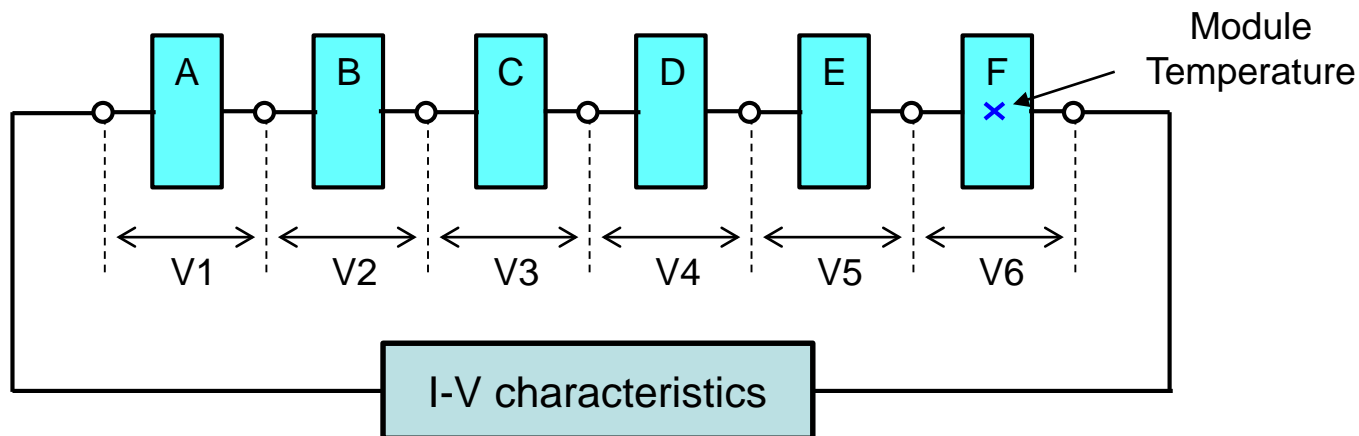 Module
Temperature
A B C D E F
V1 V2 V3 V4 V5 V6
I-V characteristics